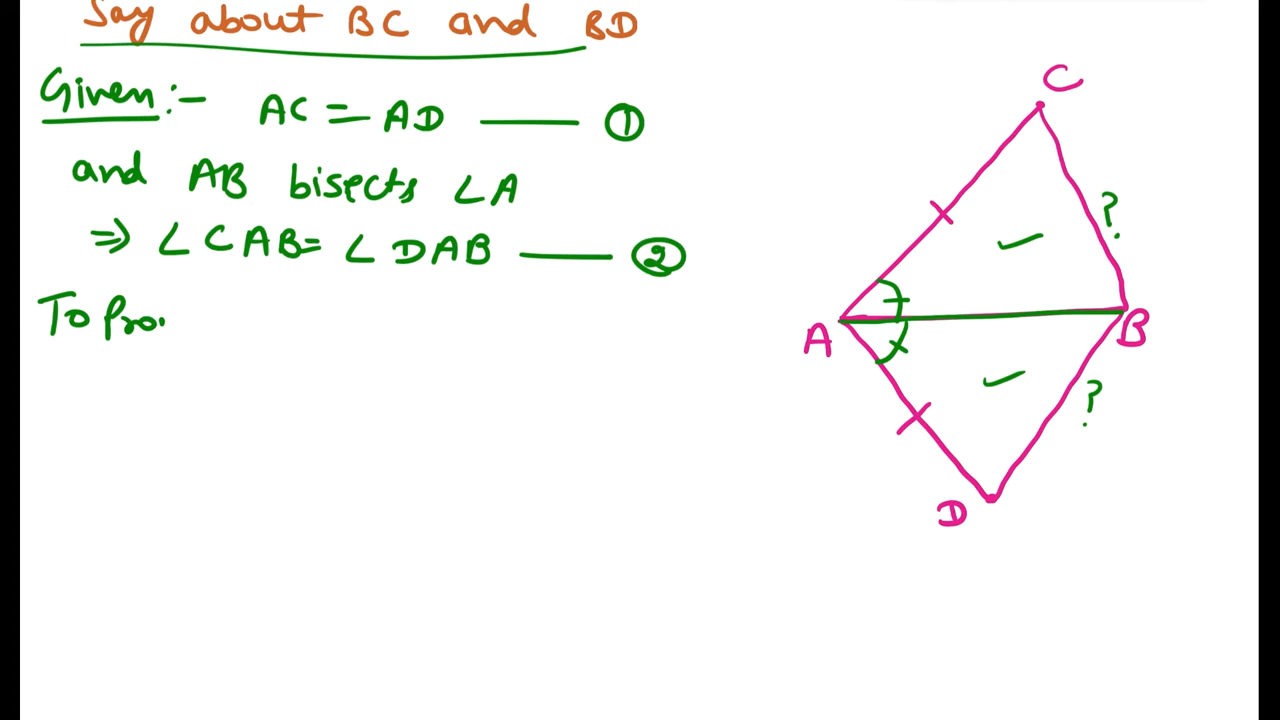 Say about BC and BD
Given:- AC = AD —— ①
and AB bisects ∠A
⇒ ∠CAB = ∠DAB —— ②
To Pro
C
?
A
B
?
D